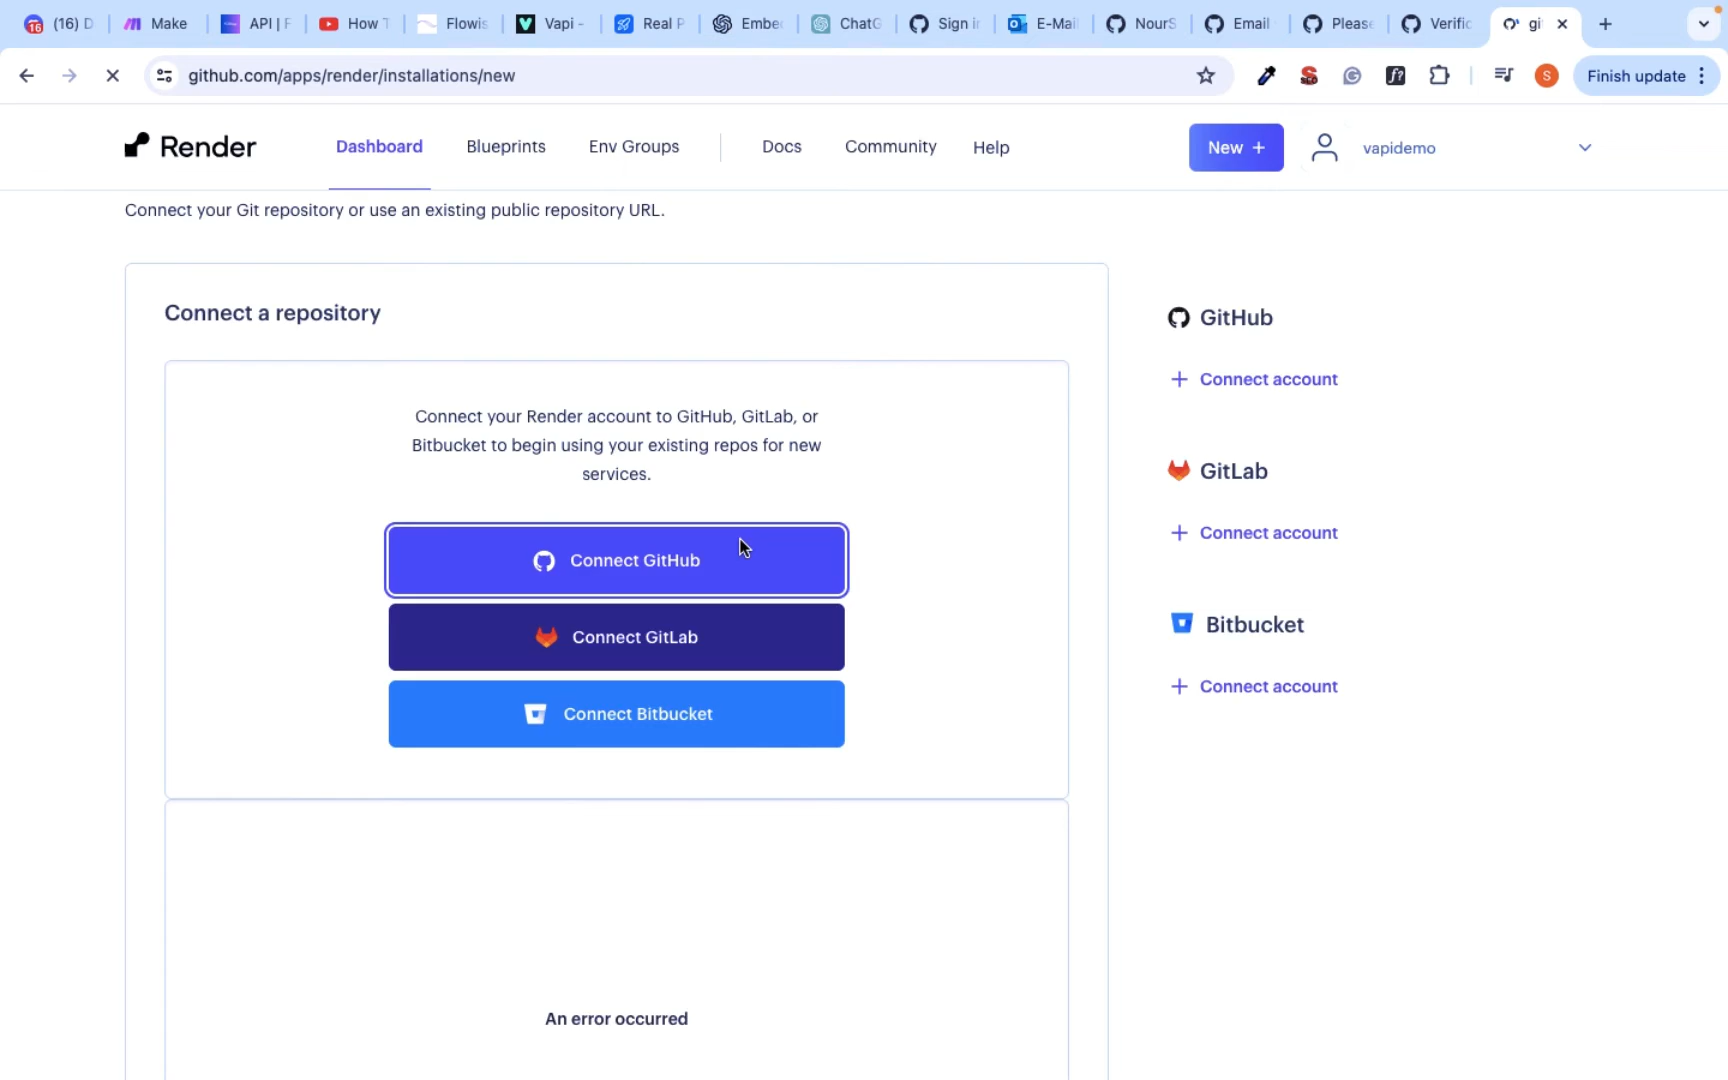 (16) D
Make
API | F
How T
Flowis
Vapi -
Real P
Embed
ChatG
Sign in
E-Mail
NourS
Email
Please
Verific
gi
github.com/apps/render/installations/new
S
Finish update
Render
Dashboard
Blueprints
Env Groups
Docs
Community
Help
New +
vapidemo
Connect your Git repository or use an existing public repository URL.
Connect a repository
Connect your Render account to GitHub, GitLab, or
Bitbucket to begin using your existing repos for new
services.
Connect GitHub
Connect GitLab
Connect Bitbucket
An error occurred
GitHub
+ Connect account
GitLab
+ Connect account
Bitbucket
+ Connect account